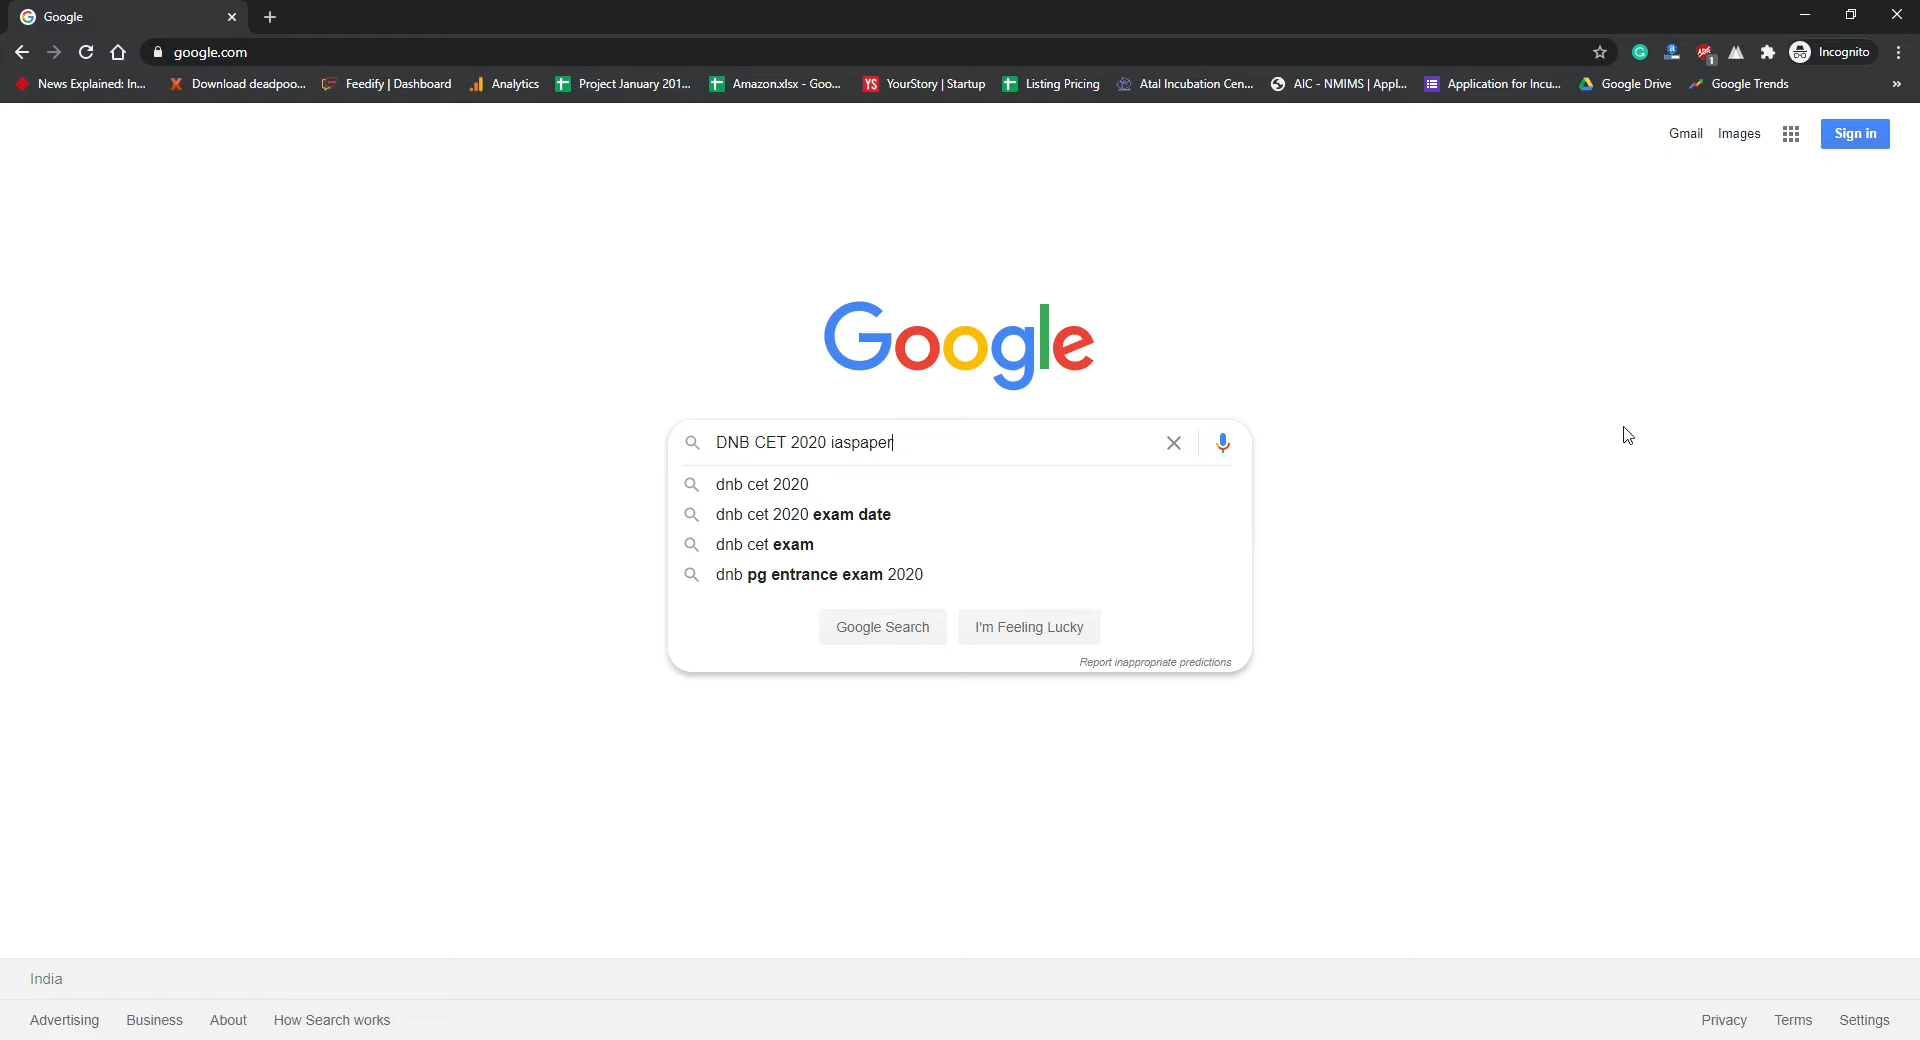 Google
google.com
Incognito
News Explained: In...
Download deadpoo...
Feedify | Dashboard
Analytics
Project January 201...
Amazon.xlsx - Goo...
YS
YourStory | Startup
Listing Pricing
Atal Incubation Cen...
AIC - NMIMS | Appl...
Application for Incu...
Google Drive
Google Trends
»
Gmail
Images
Sign in
Google
DNB CET 2020 iaspaper
dnb cet 2020
dnb cet 2020 exam date
dnb cet exam
dnb pg entrance exam 2020
Google Search
I'm Feeling Lucky
Report inappropriate predictions
India
Advertising
Business
About
How Search works
Privacy
Terms
Settings